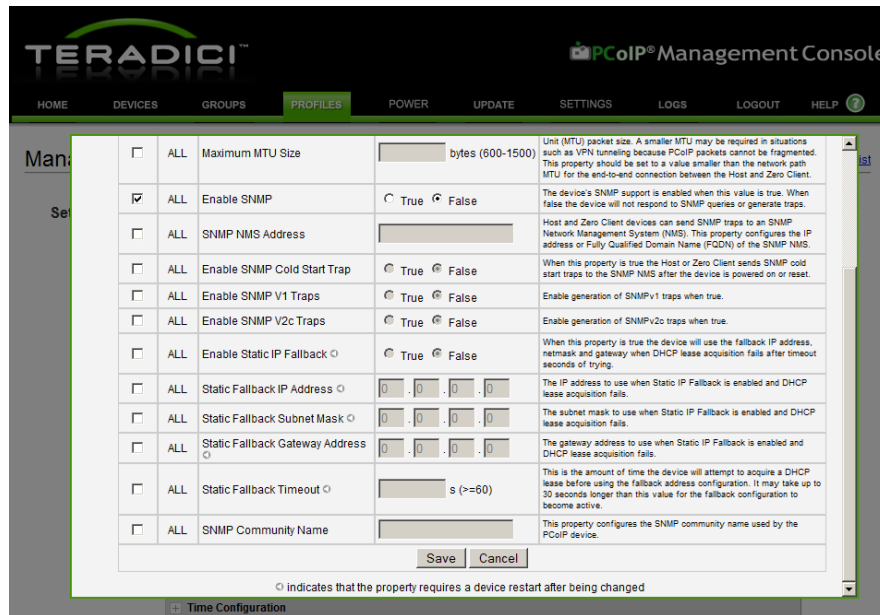 TERADICI™
PCoIP® Management Console
HOME DEVICES GROUPS PROFILES POWER UPDATE SETTINGS LOGS LOGOUT HELP ?
Mana
ist
Set
ALL Maximum MTU Size bytes (600-1500)
Unit (MTU) packet size. A smaller MTU may be required in situations
such as VPN tunneling because PCoIP packets cannot be fragmented.
This property should be set to a value smaller than the network path
MTU for the end-to-end connection between the Host and Zero Client.
ALL Enable SNMP True False
The device's SNMP support is enabled when this value is true. When
false the device will not respond to SNMP queries or generate traps.
ALL SNMP NMS Address
Host and Zero Client devices can send SNMP traps to an SNMP
Network Management System (NMS). This property configures the IP
address or Fully Qualified Domain Name (FQDN) of the SNMP NMS.
ALL Enable SNMP Cold Start Trap True False
When this property is true the Host or Zero Client sends SNMP cold
start traps to the SNMP NMS after the device is powered on or reset.
ALL Enable SNMP V1 Traps True False
Enable generation of SNMPv1 traps when true.
ALL Enable SNMP V2c Traps True False
Enable generation of SNMPv2c traps when true.
ALL Enable Static IP Fallback True False
When this property is true the device will use the fallback IP address,
netmask and gateway when DHCP lease acquisition fails after timeout
seconds of trying.
ALL Static Fallback IP Address 0 . 0 . 0 . 0
The IP address to use when Static IP Fallback is enabled and DHCP
lease acquisition fails.
ALL Static Fallback Subnet Mask 0 . 0 . 0 . 0
The subnet mask to use when Static IP Fallback is enabled and DHCP
lease acquisition fails.
ALL Static Fallback Gateway Address 0 . 0 . 0 . 0
The gateway address to use when Static IP Fallback is enabled and
DHCP lease acquisition fails.
ALL Static Fallback Timeout s (>=60)
This is the amount of time the device will attempt to acquire a DHCP
lease before using the fallback address configuration. It may take up to
30 seconds longer than this value for the fallback configuration to
become active.
ALL SNMP Community Name
This property configures the SNMP community name used by the
PCoIP device.
Save Cancel
indicates that the property requires a device restart after being changed
Time Configuration